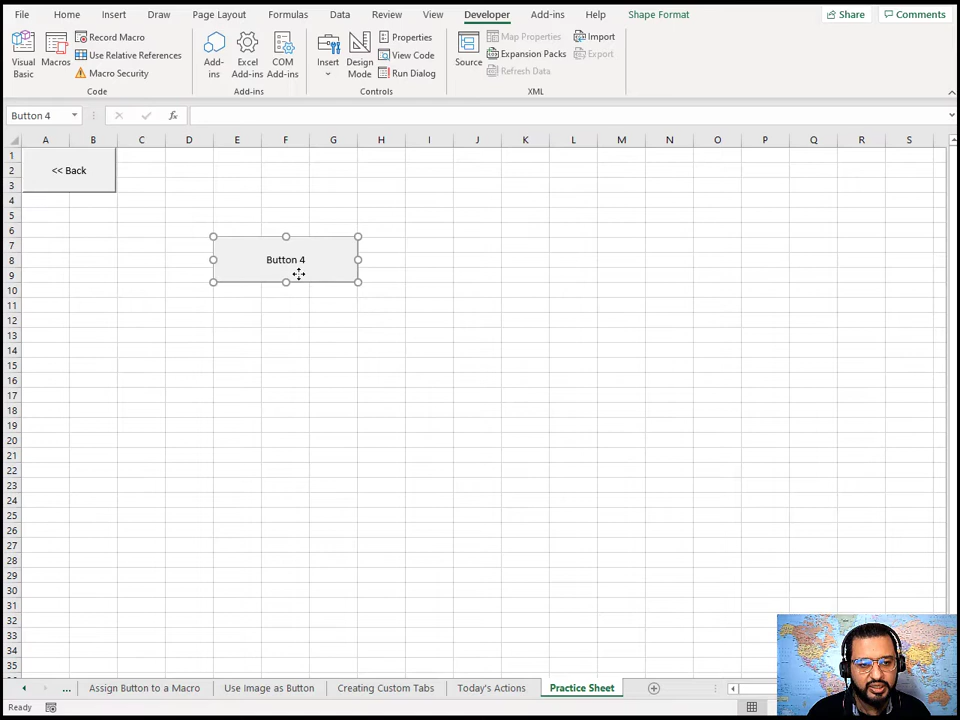 File Home Insert Draw Page Layout Formulas Data Review View Developer Add-ins Help Shape Format Share Comments
Visual Basic
Macros
Record Macro
Use Relative References
Macro Security
Code
Add-ins
Excel Add-ins
COM Add-ins
Add-ins
Insert
Design Mode
Properties
View Code
Run Dialog
Controls
Source
Map Properties
Expansion Packs
Refresh Data
Import
Export
XML
Button 4 fx
A B C D E F G H I J K L M N O P Q R S
1
2
3
4
5
6
7
8
9
10
11
12
13
14
15
16
17
18
19
20
21
22
23
24
25
26
27
28
29
30
31
32
33
34
35
<< Back
Button 4
... Assign Button to a Macro Use Image as Button Creating Custom Tabs Today's Actions Practice Sheet
Ready